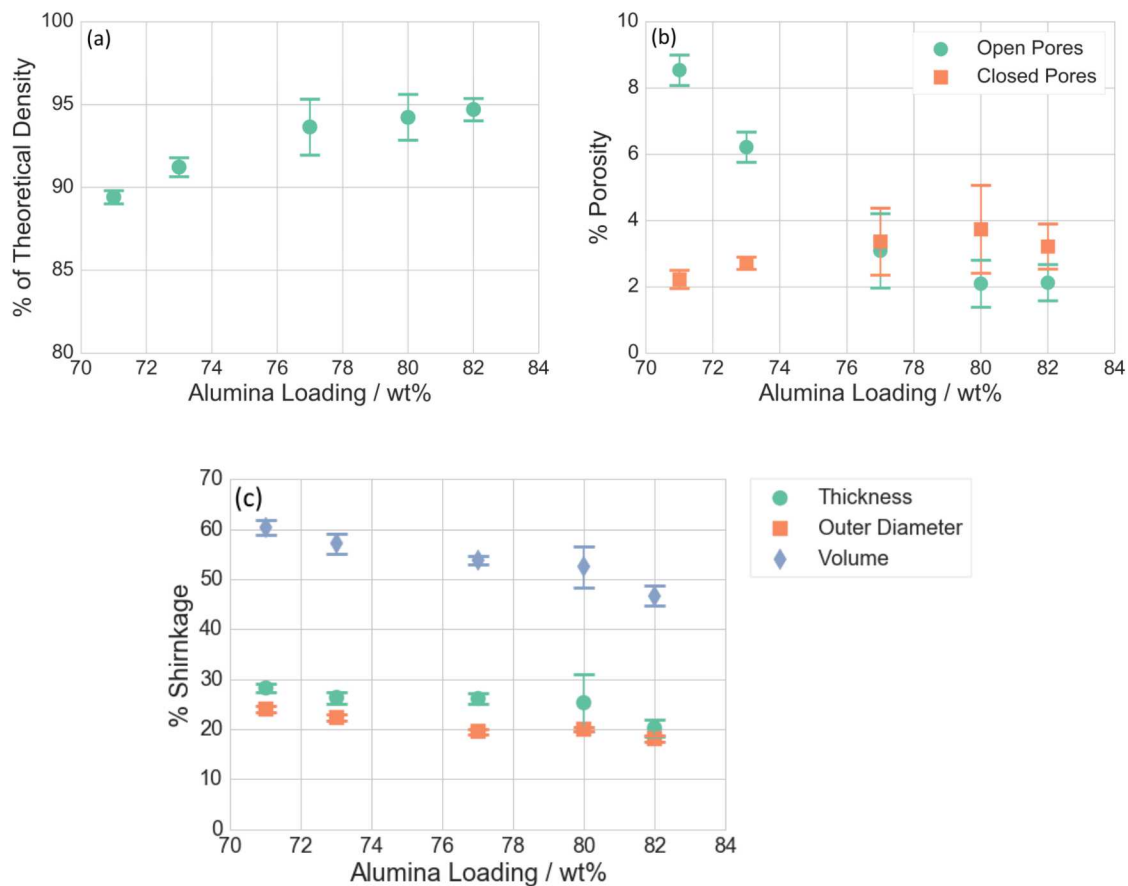 (a)
100
95
90
85
80
% of Theoretical Density
70 72 74 76 78 80 82 84
Alumina Loading / wt%
(b)
Open Pores
Closed Pores
10
8
6
4
2
0
% Porosity
70 72 74 76 78 80 82 84
Alumina Loading / wt%
(c)
Thickness
Outer Diameter
Volume
70
60
50
40
30
20
10
0
% Shirnkage
70 72 74 76 78 80 82 84
Alumina Loading / wt%